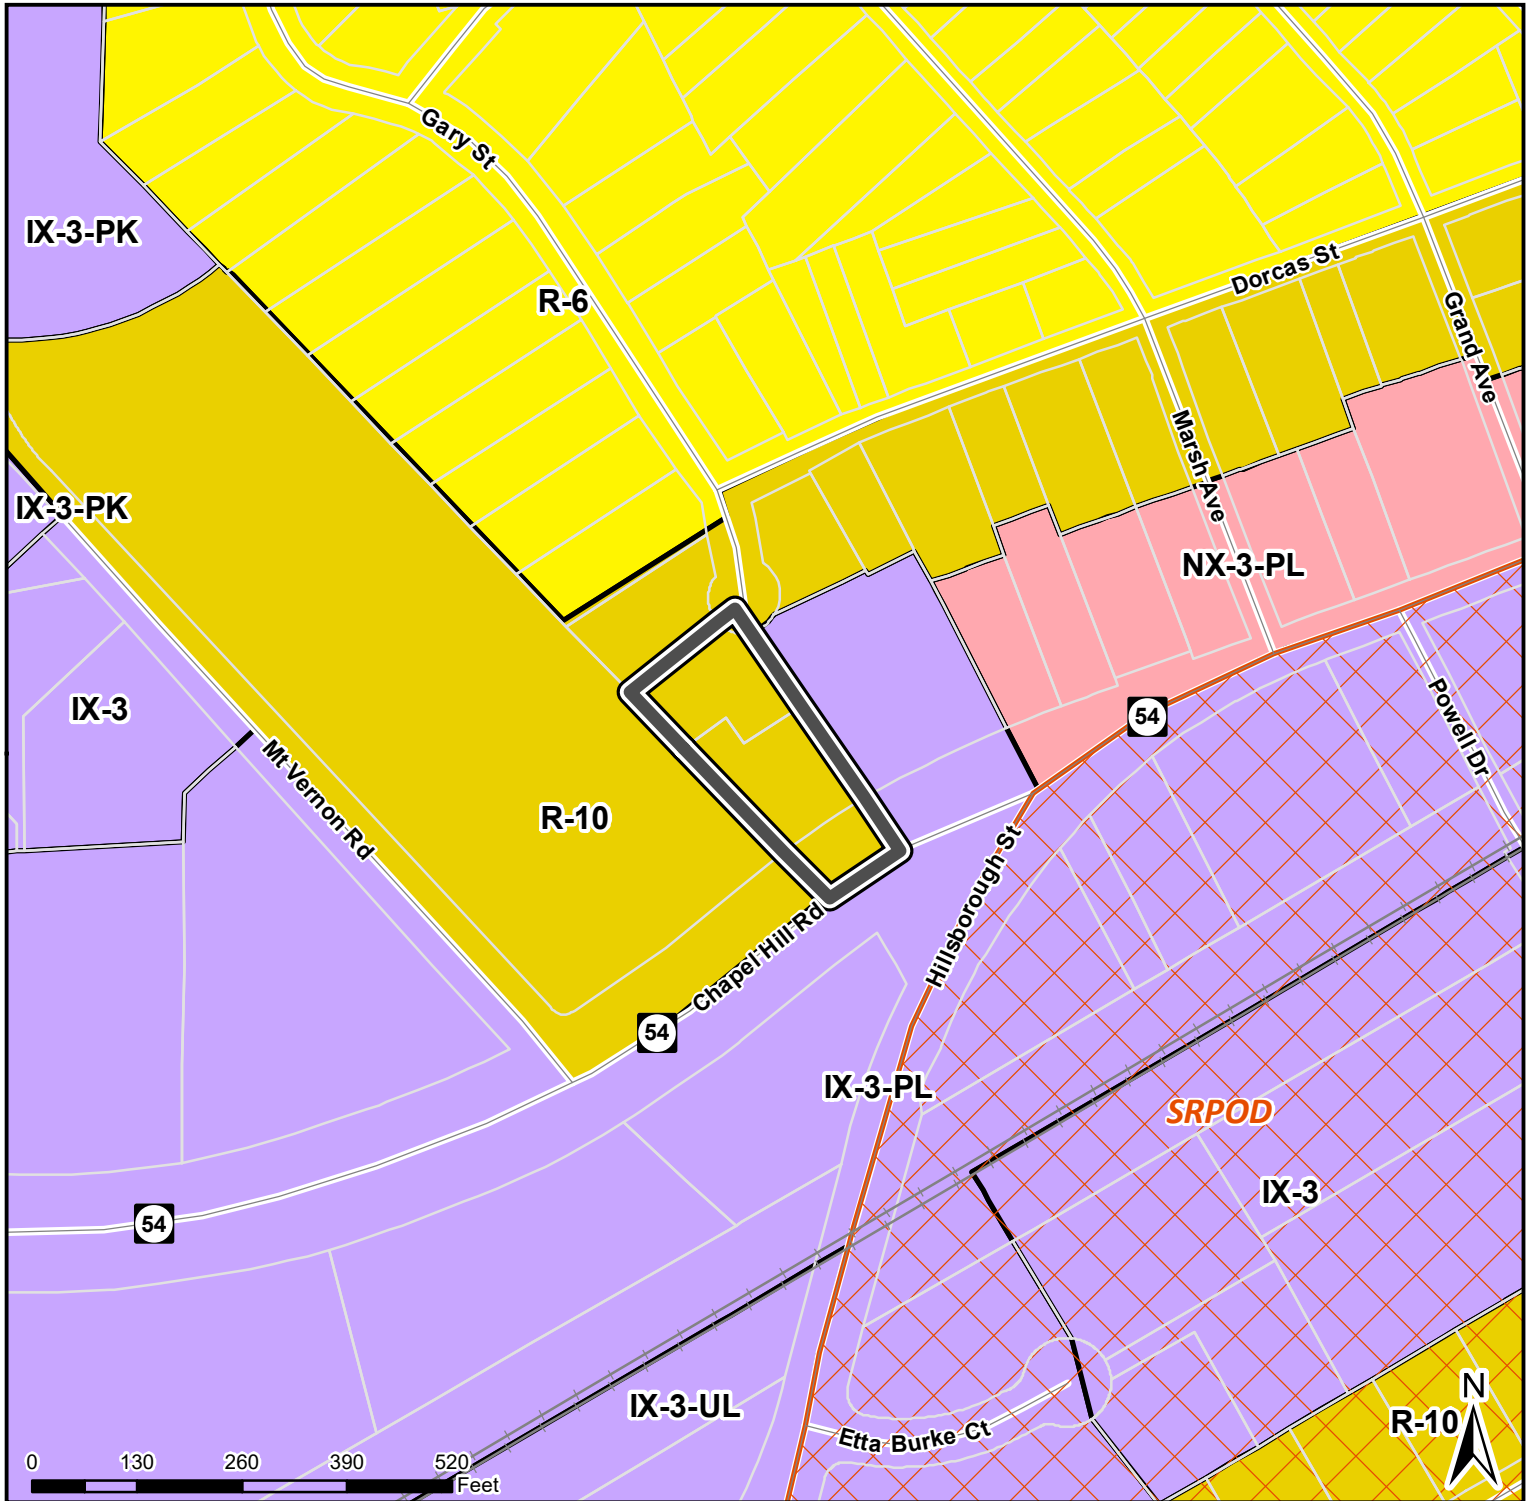 Gary St
IX-3-PK
Dorcas St
R-6
Grand Ave
Marsh Ave
IX-3-PK
NX-3-PL
IX-3
54
Powell Dr
Mt Vernon Rd
R-10
Hillsborough St
Chapel Hill Rd
54
IX-3-PL
SRPOD
IX-3
54
N
IX-3-UL
R-10
Etta Burke Ct
0 130 260 390 520
Feet